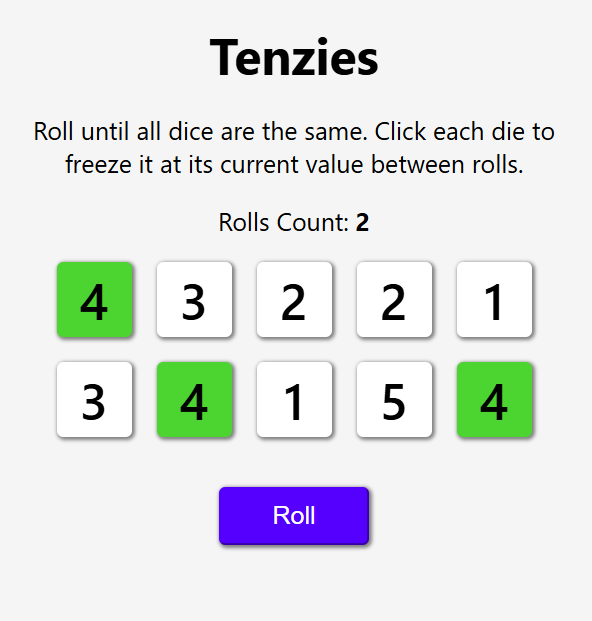 Tenzies
Roll until all dice are the same. Click each die to
freeze it at its current value between rolls.
Rolls Count: 2
4 3 2 2 1
3 4 1 5 4
Roll